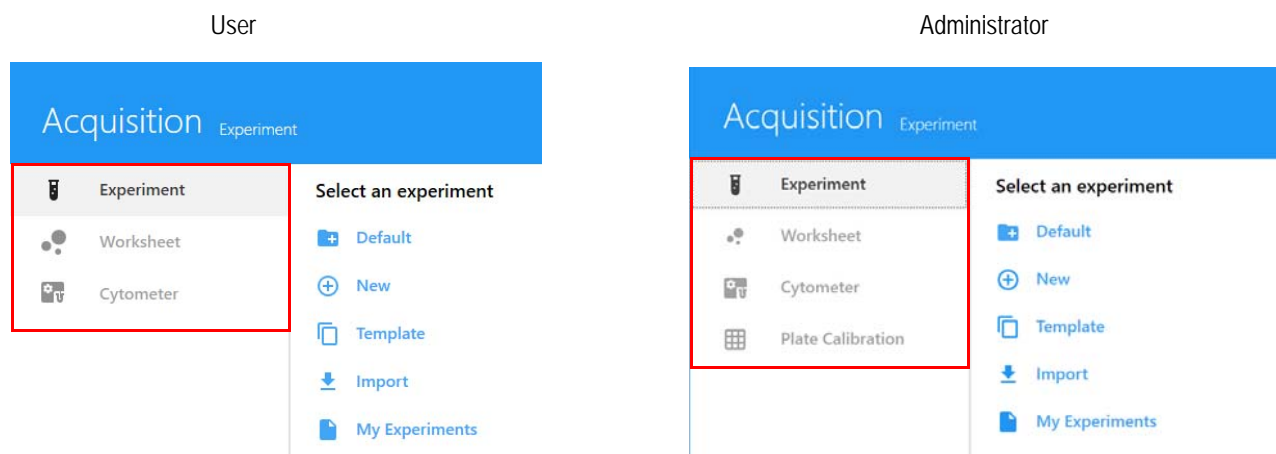 User
Acquisition Experiment
Experiment
Worksheet
Cytometer
Select an experiment
Default
New
Template
Import
My Experiments
Administrator
Acquisition Experiment
Experiment
Worksheet
Cytometer
Plate Calibration
Select an experiment
Default
New
Template
Import
My Experiments